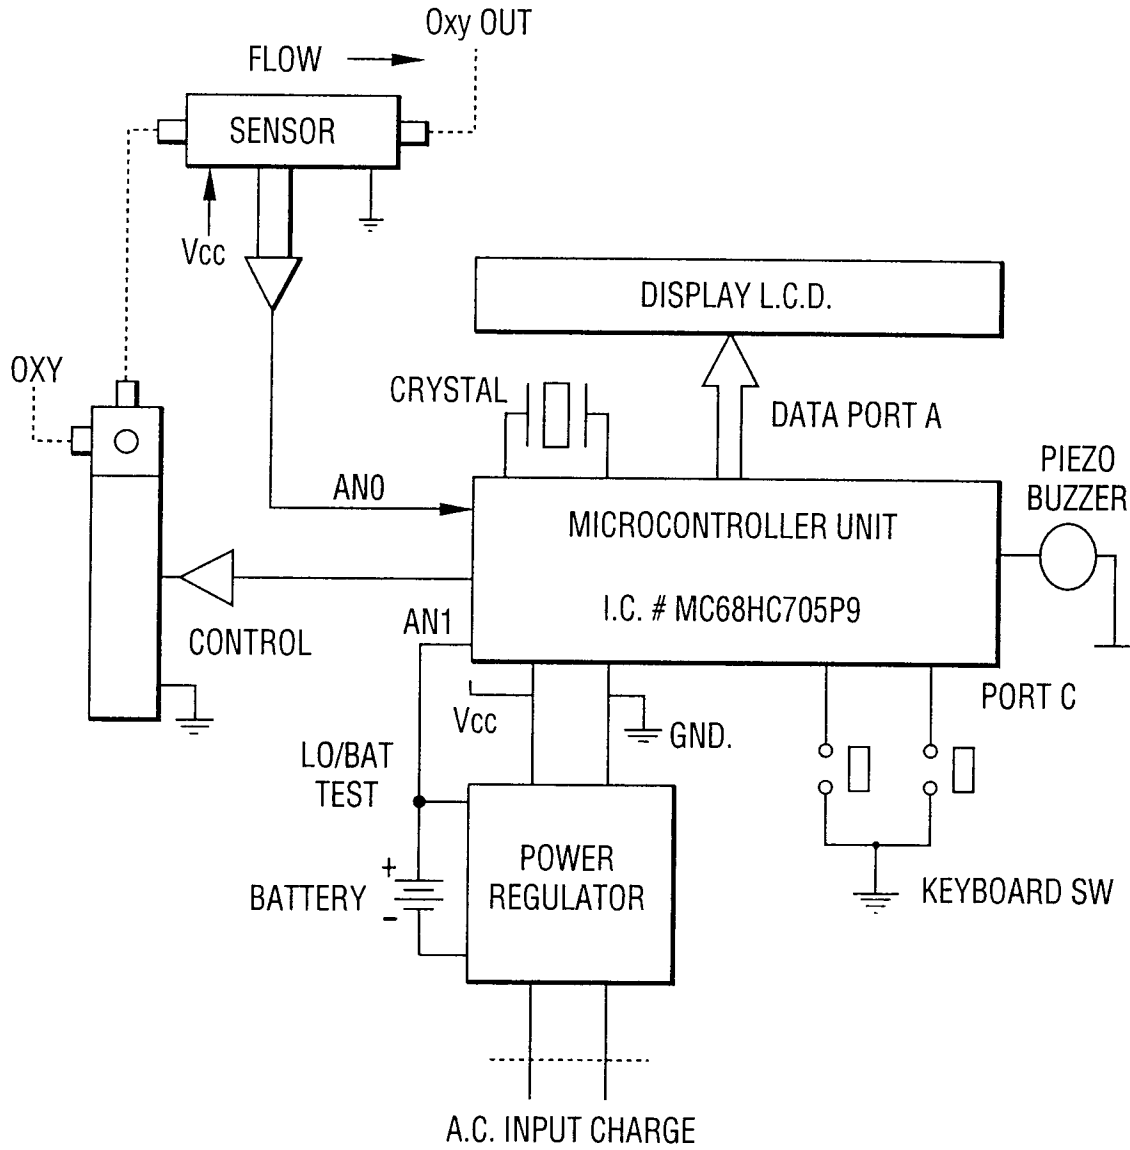 Oxy OUT
FLOW
SENSOR
Vcc
DISPLAY L.C.D.
OXY
CRYSTAL
DATA PORT A
PIEZO
BUZZER
AN0
MICROCONTROLLER UNIT
I.C. # MC68HC705P9
AN1
CONTROL
PORT C
Vcc
GND.
LO/BAT
TEST
+
POWER
REGULATOR
BATTERY
-
KEYBOARD SW
A.C. INPUT CHARGE